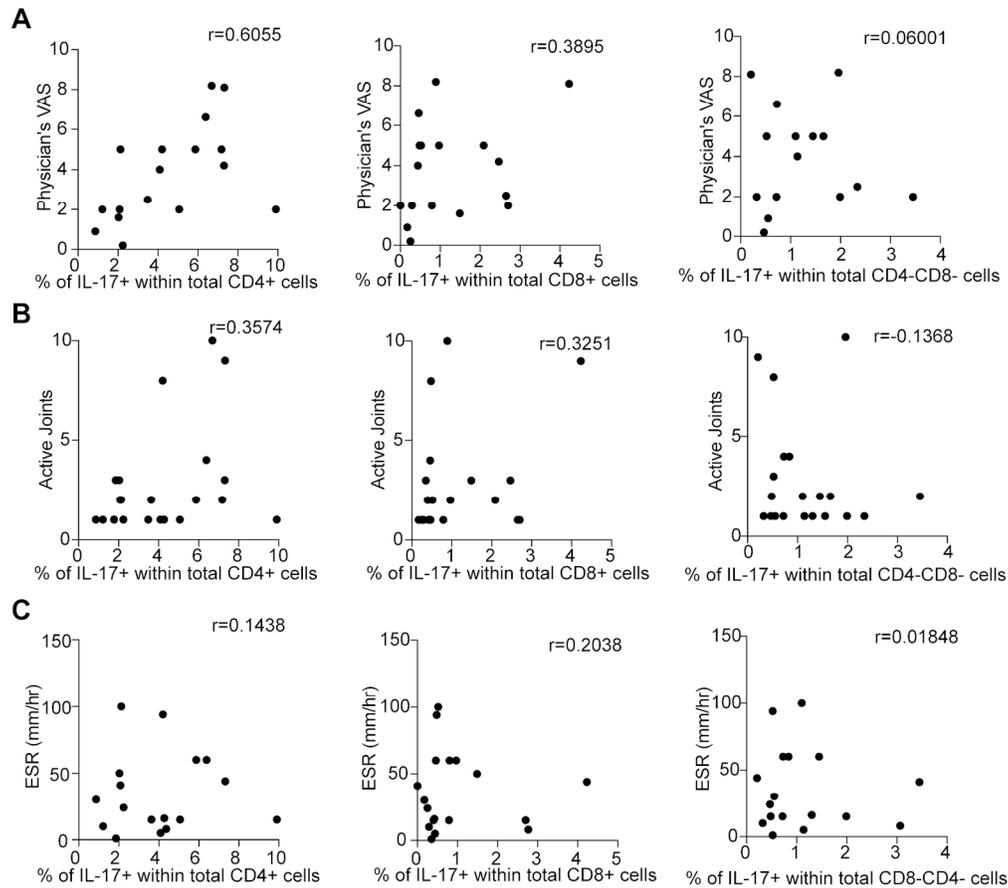 A
r=0.6055
r=0.3895
r=0.06001
Physician's VAS
10
8
6
4
2
0
0 2 4 6 8 10
% of IL-17+ within total CD4+ cells
Physician's VAS
10
8
6
4
2
0
0 1 2 3 4 5
% of IL-17+ within total CD8+ cells
Physician's VAS
10
8
6
4
2
0
0 1 2 3 4
% of IL-17+ within total CD4-CD8- cells
B
r=0.3574
r=0.3251
r=-0.1368
Active Joints
10
5
0
0 2 4 6 8 10
% of IL-17+ within total CD4+ cells
Active Joints
10
5
0
0 1 2 3 4 5
% of IL-17+ within total CD8+ cells
Active Joints
10
5
0
0 1 2 3 4
% of IL-17+ within total CD4-CD8- cells
C
r=0.1438
r=0.2038
r=0.01848
ESR (mm/hr)
150
100
50
0
0 2 4 6 8 10
% of IL-17+ within total CD4+ cells
ESR (mm/hr)
150
100
50
0
0 1 2 3 4 5
% of IL-17+ within total CD8+ cells
ESR (mm/hr)
150
100
50
0
0 1 2 3 4
% of IL-17+ within total CD8-CD4- cells